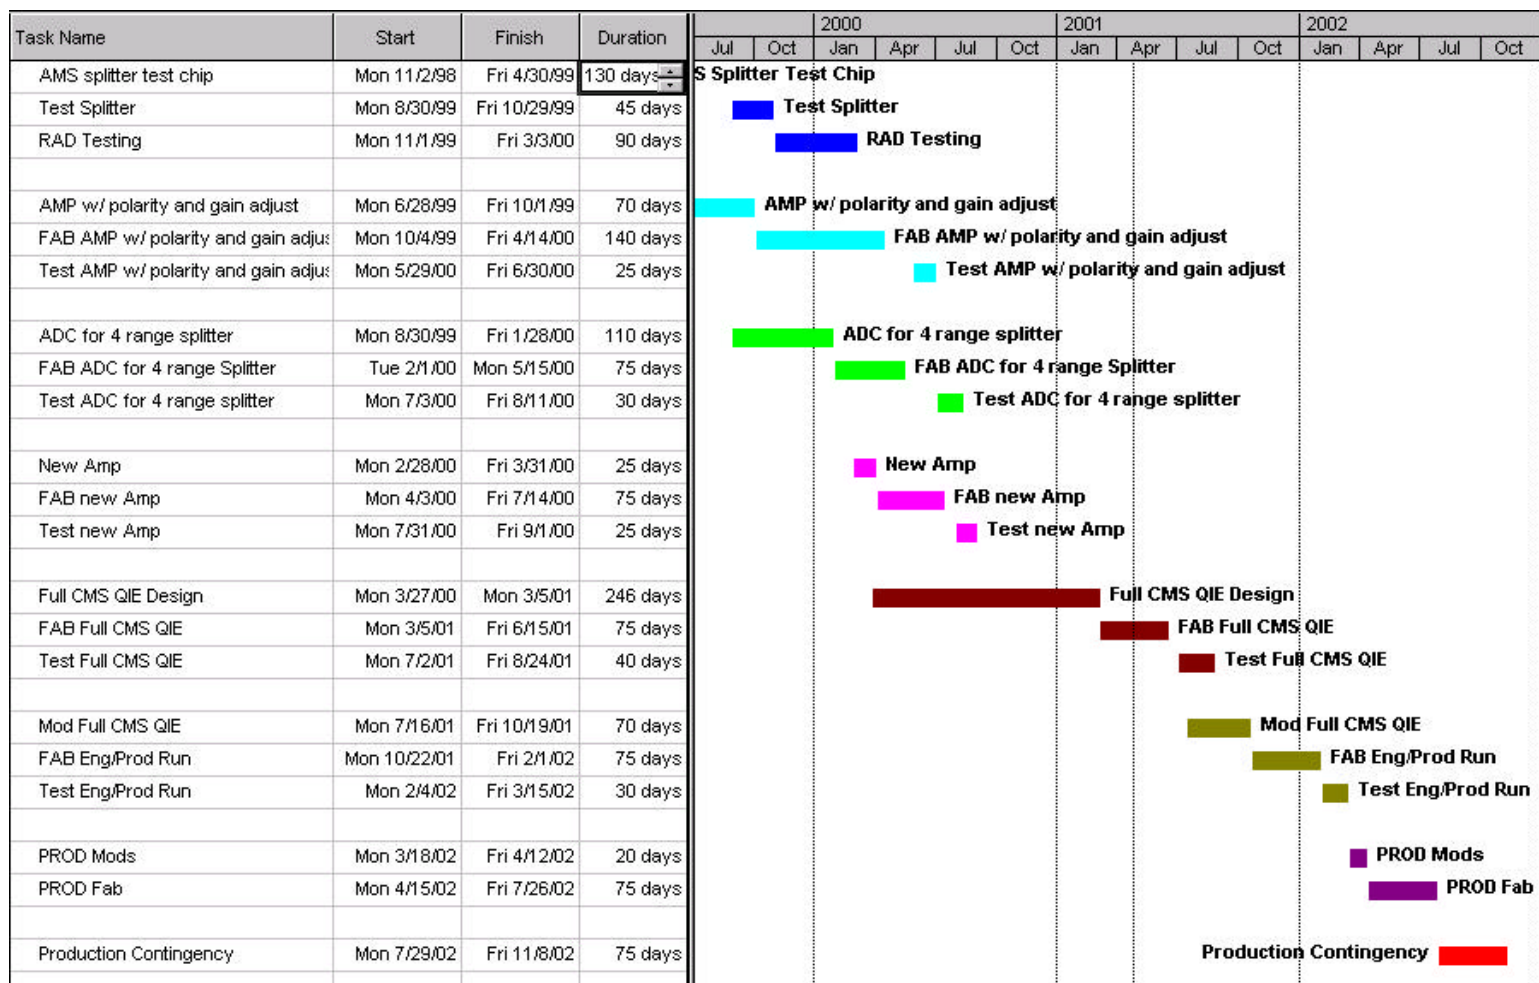 Task Name Start Finish Duration 2000 2001 2002
Jul Oct Jan Apr Jul Oct Jan Apr Jul Oct Jan Apr Jul Oct
AMS splitter test chip Mon 11/2/98 Fri 4/30/99 130 days S Splitter Test Chip
Test Splitter Mon 8/30/99 Fri 10/29/99 45 days Test Splitter
RAD Testing Mon 11/1/99 Fri 3/3/00 90 days RAD Testing
AMP w/ polarity and gain adjust Mon 6/28/99 Fri 10/1/99 70 days AMP w/ polarity and gain adjust
FAB AMP w/ polarity and gain adjus Mon 10/4/99 Fri 4/14/00 140 days FAB AMP w/ polarity and gain adjust
Test AMP w/ polarity and gain adjus Mon 5/29/00 Fri 6/30/00 25 days Test AMP w/ polarity and gain adjust
ADC for 4 range splitter Mon 8/30/99 Fri 1/28/00 110 days ADC for 4 range splitter
FAB ADC for 4 range Splitter Tue 2/1/00 Mon 5/15/00 75 days FAB ADC for 4 range Splitter
Test ADC for 4 range splitter Mon 7/3/00 Fri 8/11/00 30 days Test ADC for 4 range splitter
New Amp Mon 2/28/00 Fri 3/31/00 25 days New Amp
FAB new Amp Mon 4/3/00 Fri 7/14/00 75 days FAB new Amp
Test new Amp Mon 7/31/00 Fri 9/1/00 25 days Test new Amp
Full CMS QIE Design Mon 3/27/00 Mon 3/5/01 246 days Full CMS QIE Design
FAB Full CMS QIE Mon 3/5/01 Fri 6/15/01 75 days FAB Full CMS QIE
Test Full CMS QIE Mon 7/2/01 Fri 8/24/01 40 days Test Full CMS QIE
Mod Full CMS QIE Mon 7/16/01 Fri 10/19/01 70 days Mod Full CMS QIE
FAB Eng/Prod Run Mon 10/22/01 Fri 2/1/02 75 days FAB Eng/Prod Run
Test Eng/Prod Run Mon 2/4/02 Fri 3/15/02 30 days Test Eng/Prod Run
PROD Mods Mon 3/18/02 Fri 4/12/02 20 days PROD Mods
PROD Fab Mon 4/15/02 Fri 7/26/02 75 days PROD Fab
Production Contingency Mon 7/29/02 Fri 11/8/02 75 days Production Contingency